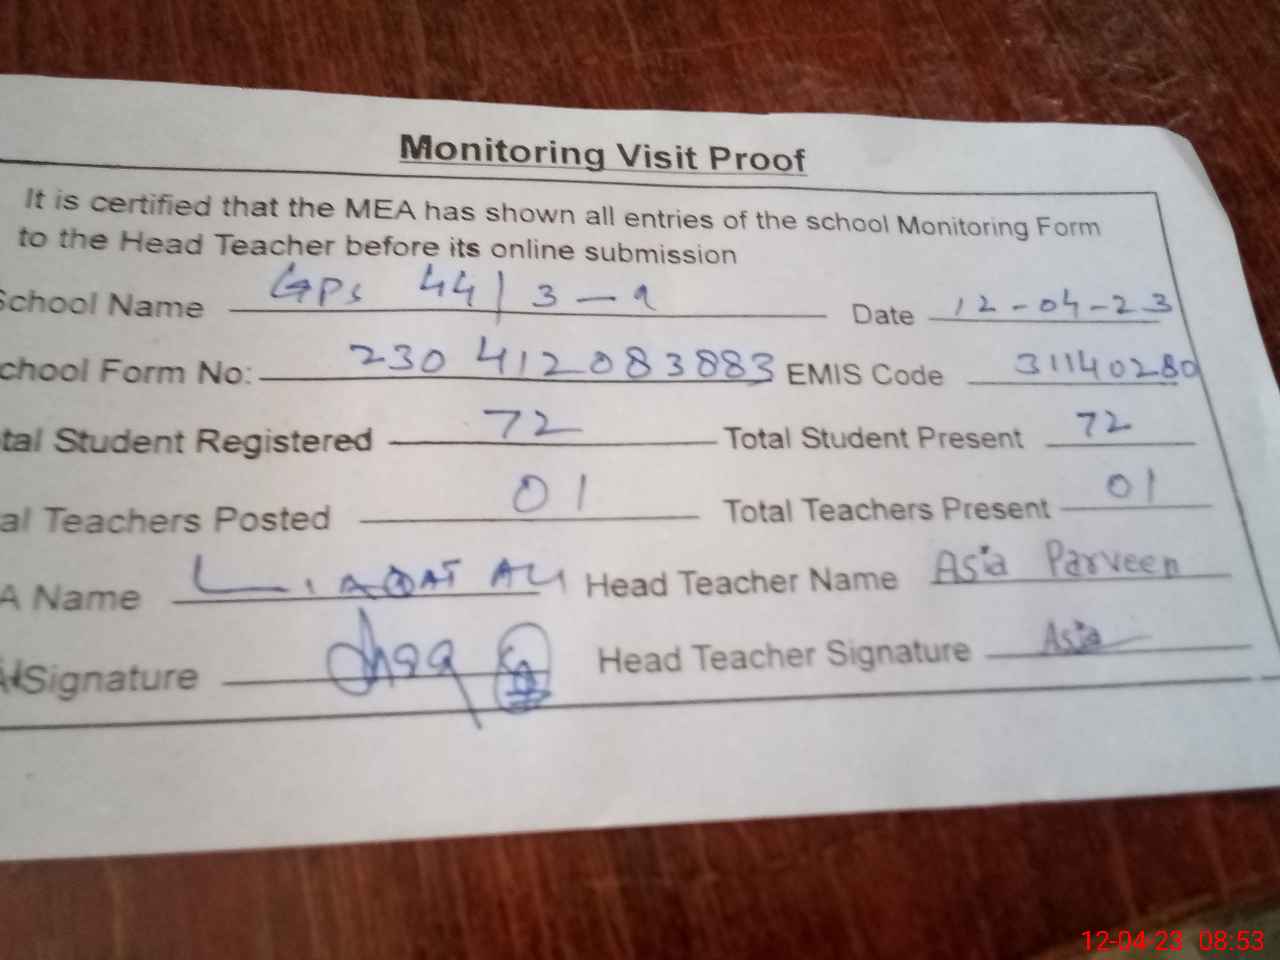 Monitoring Visit Proof
It is certified that the MEA has shown all entries of the school Monitoring Form
to the Head Teacher before its online submission
School Name GPS 44/3-R Date 12-04-23
chool Form No: 230412083883 EMIS Code 31140280
tal Student Registered 72 Total Student Present 72
al Teachers Posted 01 Total Teachers Present 01
A Name LIAQAT ALI Head Teacher Name Asia Parveen
Signature Head Teacher Signature Asia
12-04-23 08:53